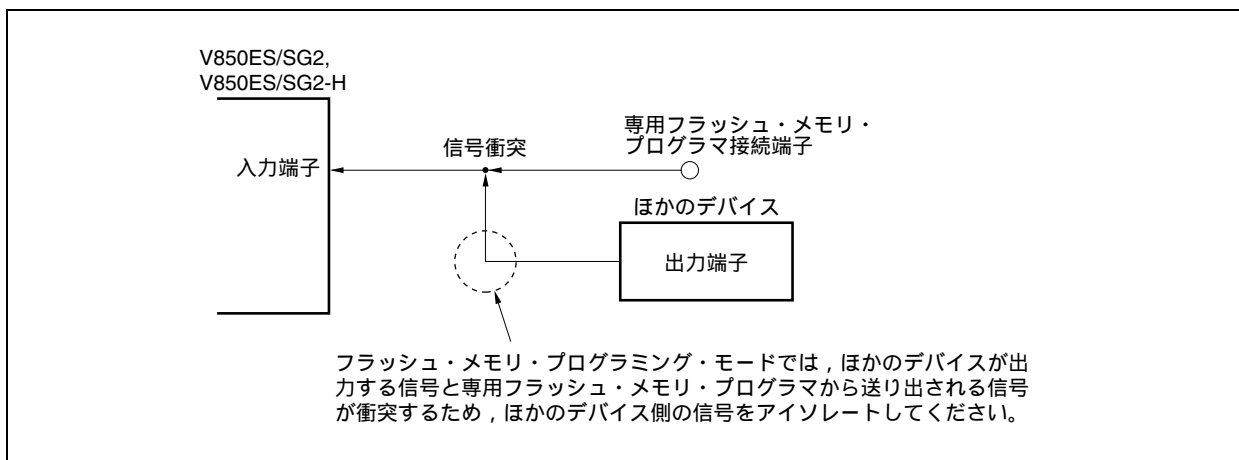 V850ES/SG2,
V850ES/SG2-H
入力端子
信号衝突
専用フラッシュ・メモリ・
プログラマ接続端子
ほかのデバイス
出力端子
フラッシュ・メモリ・プログラミング・モードでは，ほかのデバイスが出
力する信号と専用フラッシュ・メモリ・プログラマから送り出される信号
が衝突するため，ほかのデバイス側の信号をアイソレートしてください。